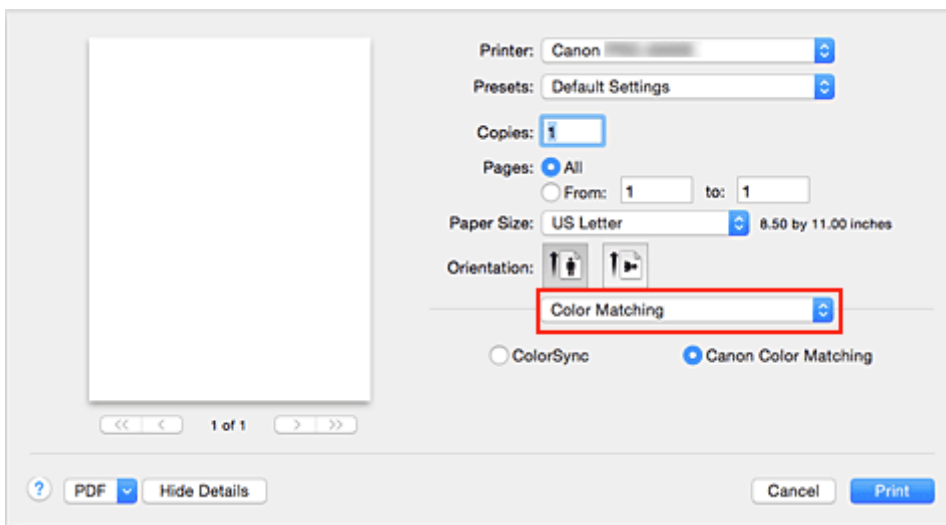 Printer: Canon
Presets: Default Settings
Copies: 1
Pages: All
From: 1 to: 1
Paper Size: US Letter 8.50 by 11.00 inches
Orientation:
Color Matching
ColorSync Canon Color Matching
1 of 1
? PDF Hide Details Cancel Print